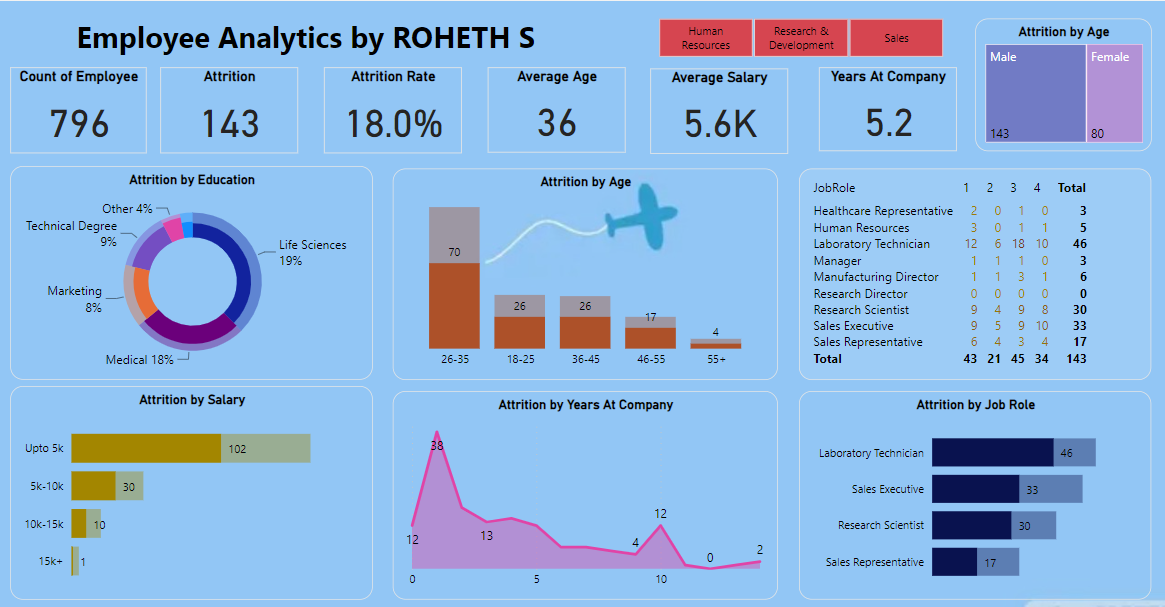 Employee Analytics by ROHETH S
Human
Resources
Research &
Development
Sales
Count of Employee
796
Attrition
143
Attrition Rate
18.0%
Average Age
36
Average Salary
5.6K
Years At Company
5.2
Attrition by Age
Male
Female
143
80
Attrition by Education
Other 4%
Technical Degree
9%
Life Sciences
19%
Marketing
8%
Medical 18%
Attrition by Age
70
26
26
17
4
26-35
18-25
36-45
46-55
55+
JobRole 1 2 3 4 Total
Healthcare Representative 2 0 1 0 3
Human Resources 3 0 1 1 5
Laboratory Technician 12 6 18 10 46
Manager 1 1 1 0 3
Manufacturing Director 1 1 3 1 6
Research Director 0 0 0 0 0
Research Scientist 9 4 9 8 30
Sales Executive 9 5 9 10 33
Sales Representative 6 4 3 4 17
Total 43 21 45 34 143
Attrition by Salary
Upto 5k 102
5k-10k 30
10k-15k 10
15k+ 1
Attrition by Years At Company
38
12
13
4
12
0
2
0
5
10
Attrition by Job Role
Laboratory Technician 46
Sales Executive 33
Research Scientist 30
Sales Representative 17